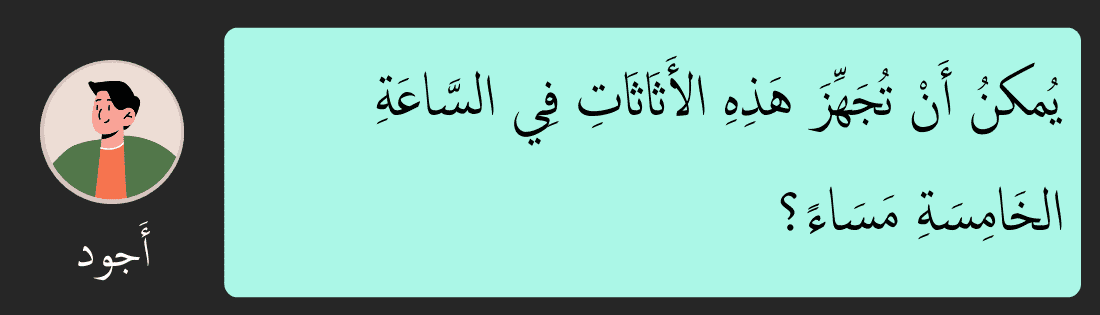 يُمكنُ أَنْ تُجَهِّزَ هَذِهِ الأَثَاثَاتِ فِي السَّاعَةِ
الخَامِسَةِ مَسَاءً؟
أَجود